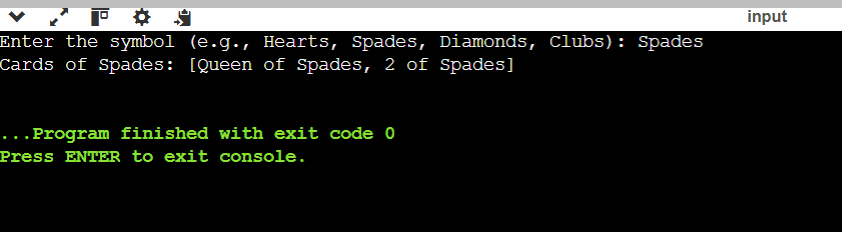 input
Enter the symbol (e.g., Hearts, Spades, Diamonds, Clubs): Spades
Cards of Spades: [Queen of Spades, 2 of Spades]
...Program finished with exit code 0
Press ENTER to exit console.